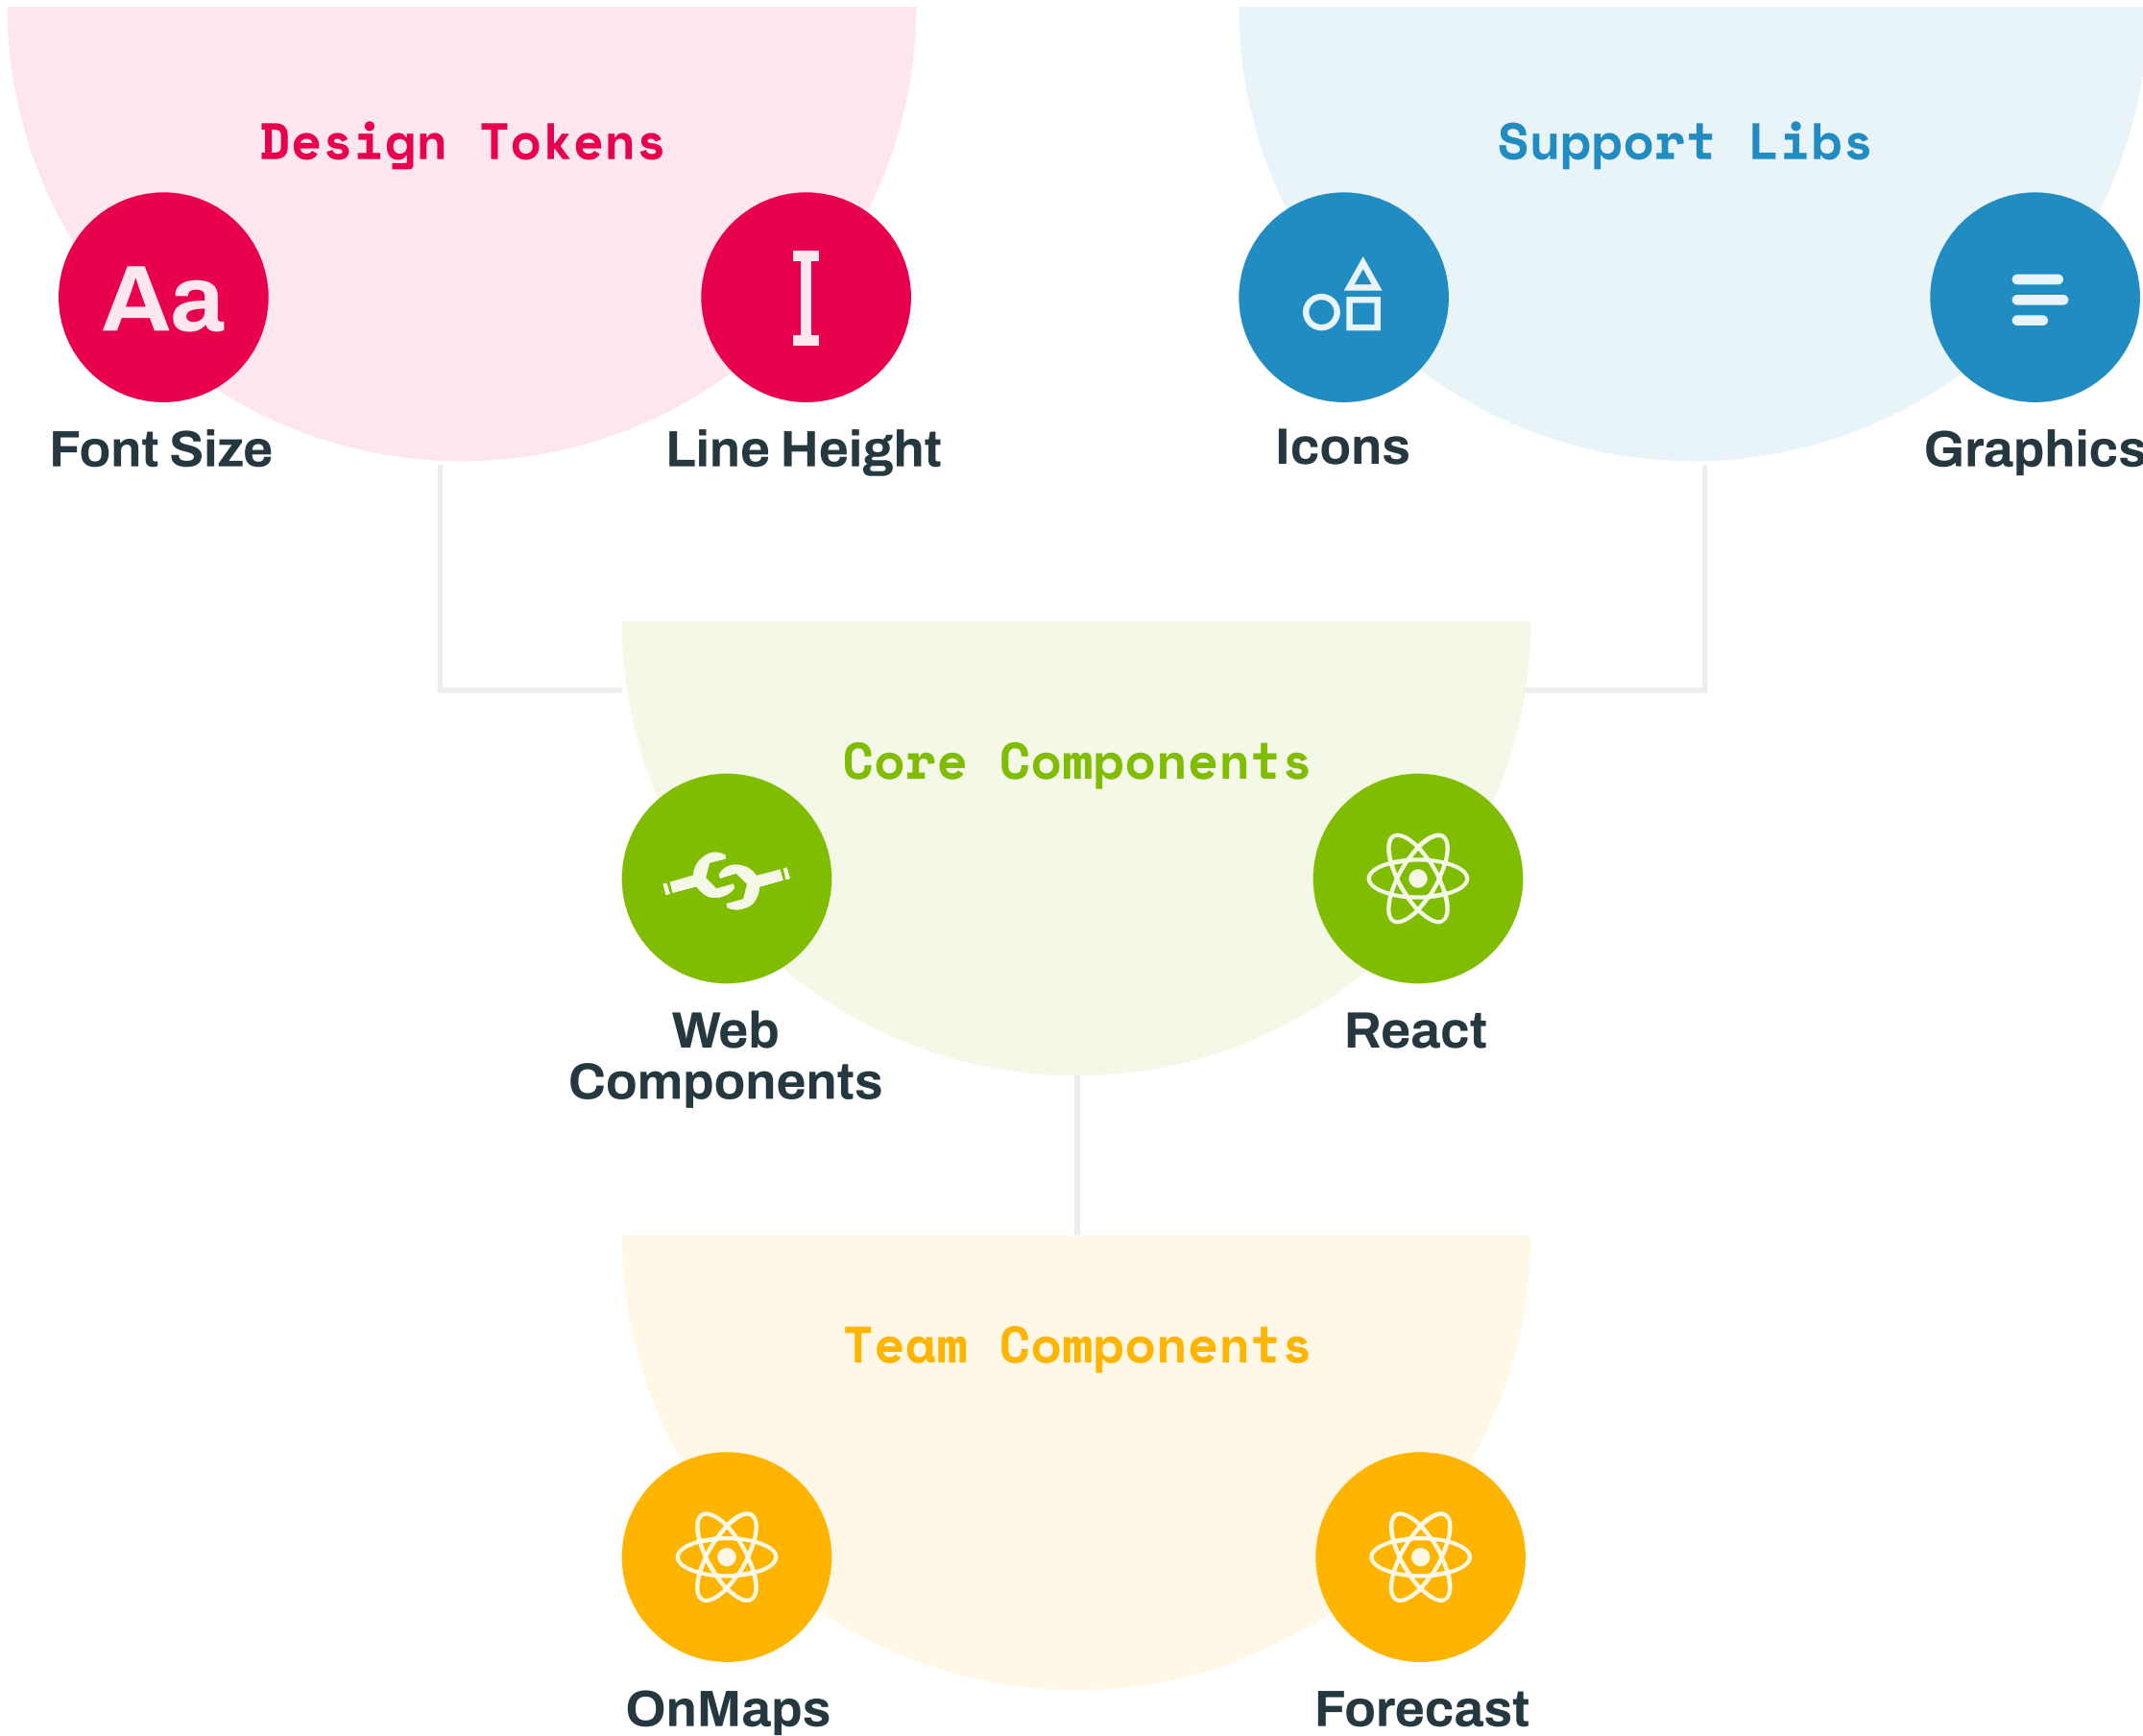 Design Tokens
Support Libs
Aa
Font Size
Line Height
Icons
Graphics
Core Components
Web
Components
React
Team Components
OnMaps
Forecast